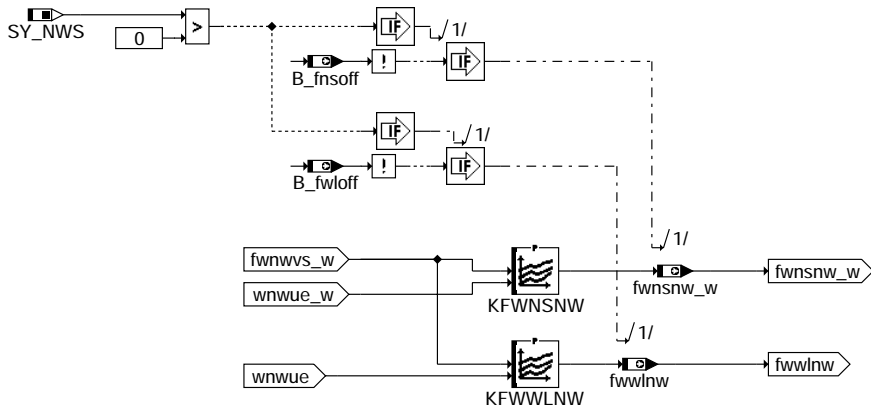 SY_NWS
>
0
IF
1/
B_fnsoff
!
IF
IF
1/
B_fwloff
!
IF
1/
fwnwvs_w
P
fwnsnw_w
fwnsnw_w
wnwue_w
KFWNSNW
1/
P
wnwue
fwwlnw
fwwlnw
KFWWLNW